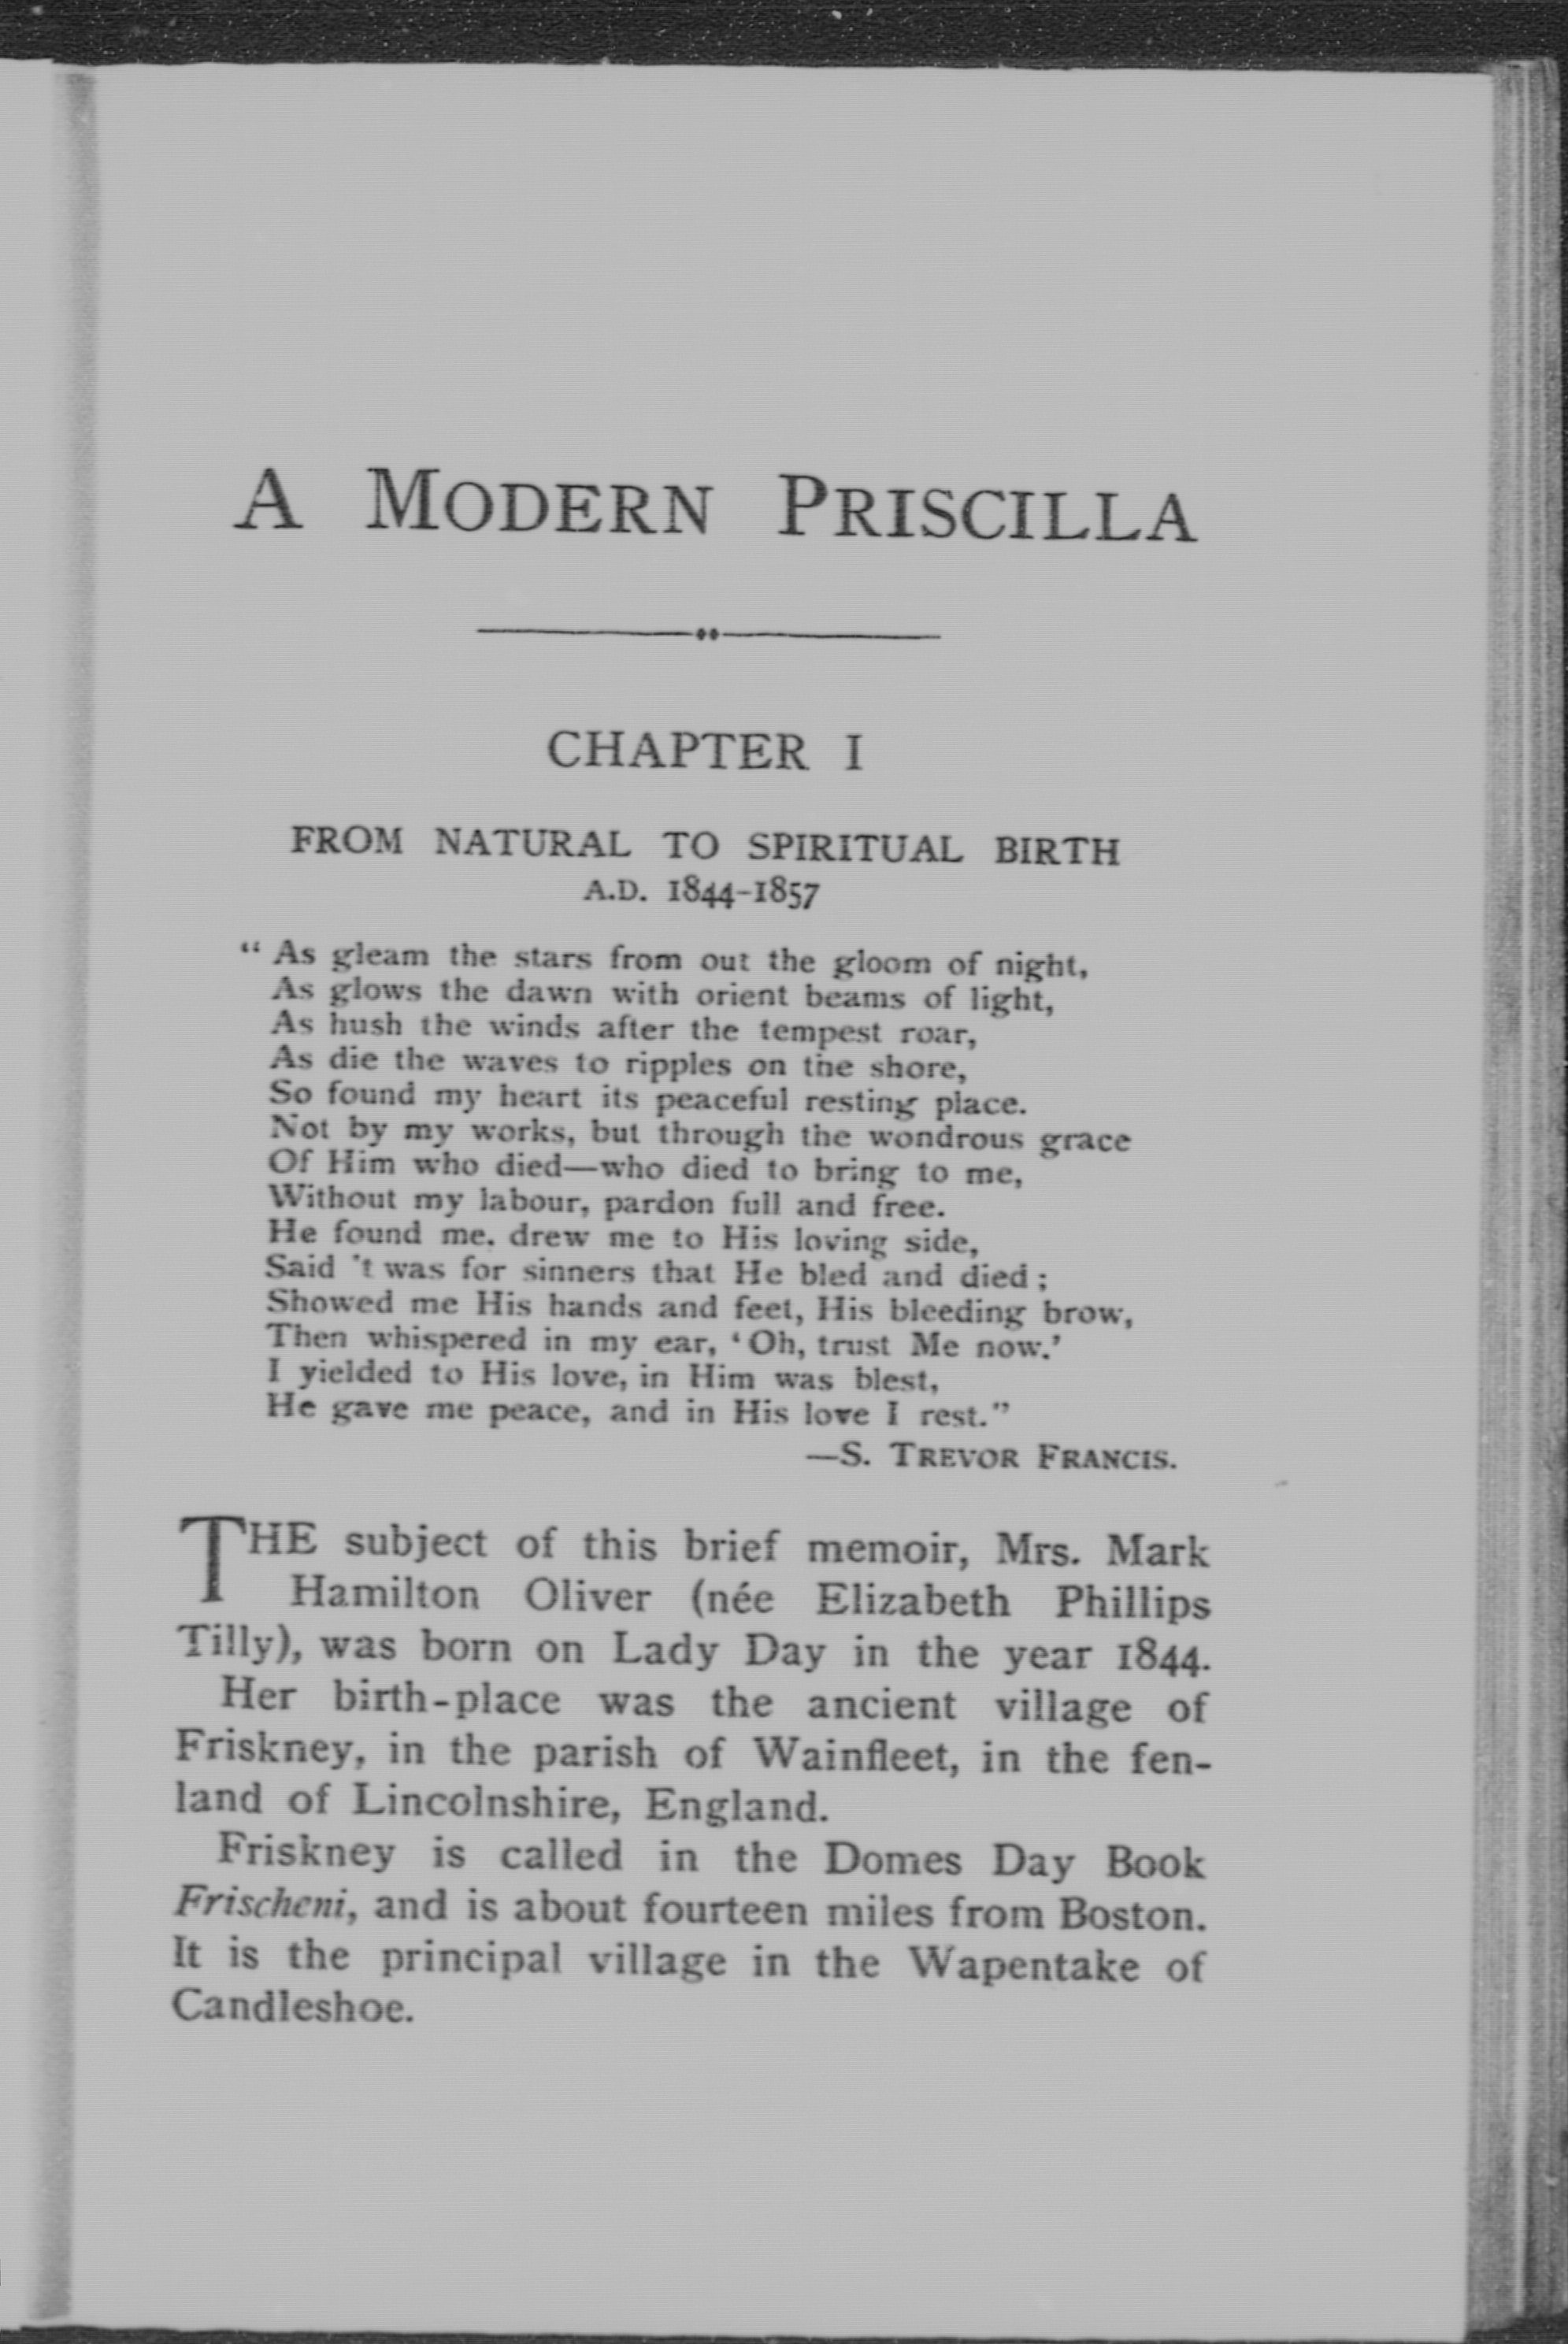 A MODERN PRISCILLA
CHAPTER I
FROM NATURAL TO SPIRITUAL BIRTH
A.D. 1844-1857
“ As gleam the stars from out the gloom of night,
As glows the dawn with orient beams of light,
As hush the winds after the tempest roar,
As die the waves to ripples on the shore,
So found my heart its peaceful resting place.
Not by my works, but through the wondrous grace
Of Him who died—who died to bring to me,
Without my labour, pardon full and free.
He found me. drew me to His loving side,
Said 't was for sinners that He bled and died ;
Showed me His hands and feet, His bleeding brow,
Then whispered in my ear, ‘Oh, trust Me now.’
I yielded to His love, in Him was blest,
He gave me peace, and in His love I rest.”
—S. TREVOR FRANCIS.
THE subject of this brief memoir, Mrs. Mark
Hamilton Oliver (née Elizabeth Phillips
Tilly), was born on Lady Day in the year 1844.
Her birth-place was the ancient village of
Friskney, in the parish of Wainfleet, in the fen-
land of Lincolnshire, England.
Friskney is called in the Domes Day Book
Frischeni, and is about fourteen miles from Boston.
It is the principal village in the Wapentake of
Candleshoe.